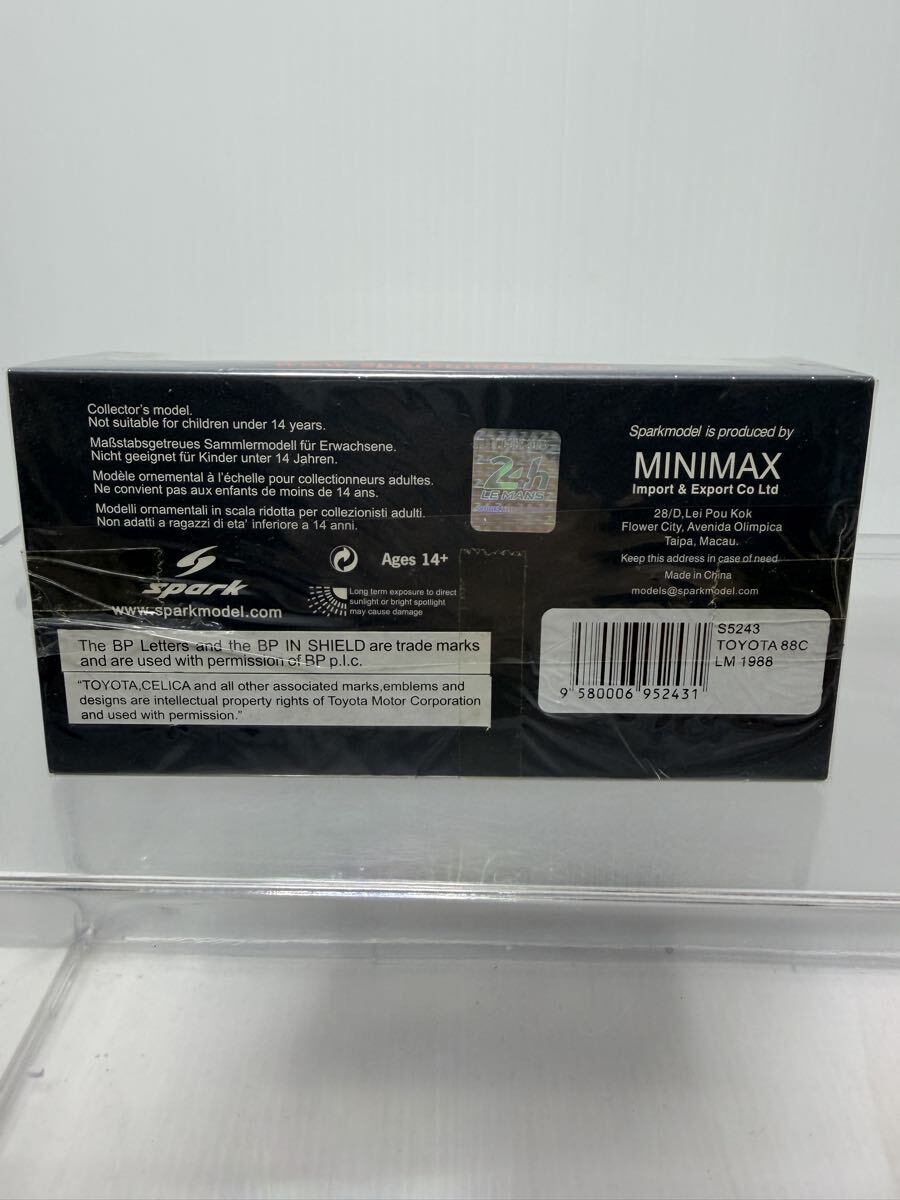 www.sparkmodel.com
Collector's model.
Not suitable for children under 14 years.
Maßstabsgetreues Sammlermodell für Erwachsene.
Nicht geeignet für Kinder unter 14 Jahren.
Modèle ornemental à l'échelle pour collectionneurs adultes.
Ne convient pas aux enfants de moins de 14 ans.
Modelli ornamentali in scala ridotta per collezionisti adulti.
Non adatti a ragazzi di eta' inferiore a 14 anni.
spark
www.sparkmodel.com
Ages 14+
Long term exposure to direct
sunlight or bright spotlight
may cause damage
The BP Letters and the BP IN SHIELD are trade marks
and are used with permission of BP p.l.c.
"TOYOTA,CELICA and all other associated marks,emblems and
designs are intellectual property rights of Toyota Motor Corporation
and used with permission."
24h
LE MANS
Sparkmodel is produced by
MINIMAX
Import & Export Co Ltd
28/D,Lei Pou Kok
Flower City, Avenida Olimpica
Taipa, Macau.
Keep this address in case of need
Made in China
models@sparkmodel.com
S5243
TOYOTA 88C
LM 1988
9 580006 952431